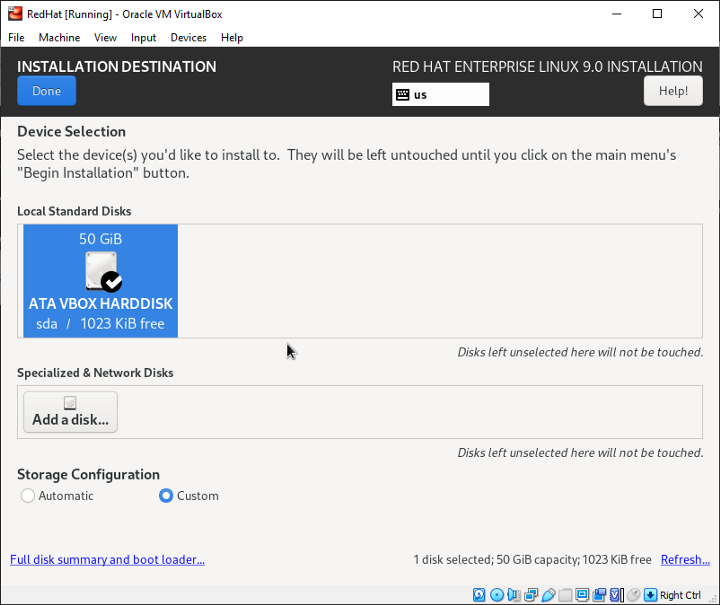 RedHat [Running] - Oracle VM VirtualBox
File Machine View Input Devices Help
INSTALLATION DESTINATION
RED HAT ENTERPRISE LINUX 9.0 INSTALLATION
Done
us
Help!
Device Selection
Select the device(s) you'd like to install to. They will be left untouched until you click on the main menu's
"Begin Installation" button.
Local Standard Disks
50 GiB
ATA VBOX HARDDISK
sda / 1023 KiB free
Disks left unselected here will not be touched.
Specialized & Network Disks
Add a disk...
Disks left unselected here will not be touched.
Storage Configuration
Automatic Custom
Full disk summary and boot loader...
1 disk selected; 50 GiB capacity; 1023 KiB free Refresh...
Right Ctrl